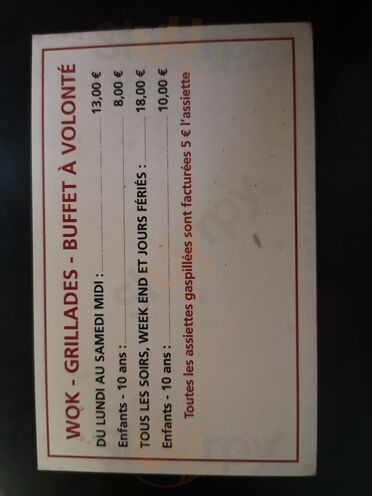 WOK - GRILLADES - BUFFET À VOLONTÉ
DU LUNDI AU SAMEDI MIDI : 13,00 €
Enfants - 10 ans : 8,00 €
TOUS LES SOIRS, WEEK END ET JOURS FÉRIÉS : 18,00 €
Enfants - 10 ans : 10,00 €
Toutes les assiettes gaspillées sont facturées 5 € l'assiette